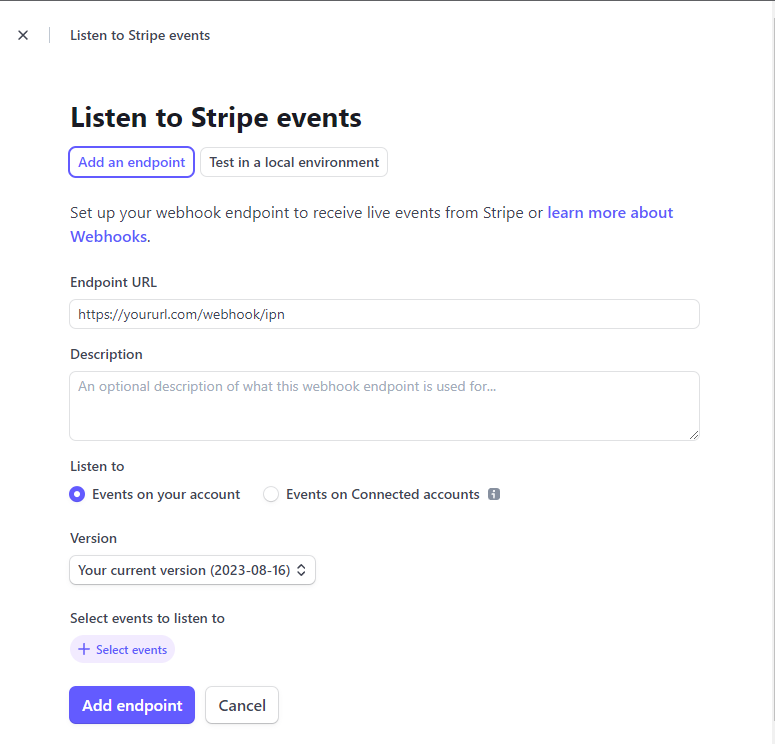 Listen to Stripe events
Listen to Stripe events
Add an endpoint
Test in a local environment
Set up your webhook endpoint to receive live events from Stripe or learn more about
Webhooks.
Endpoint URL
https://yoururl.com/webhook/ipn
Description
An optional description of what this webhook endpoint is used for...
Listen to
Events on your account
Events on Connected accounts
Version
Your current version (2023-08-16)
Select events to listen to
+ Select events
Add endpoint
Cancel